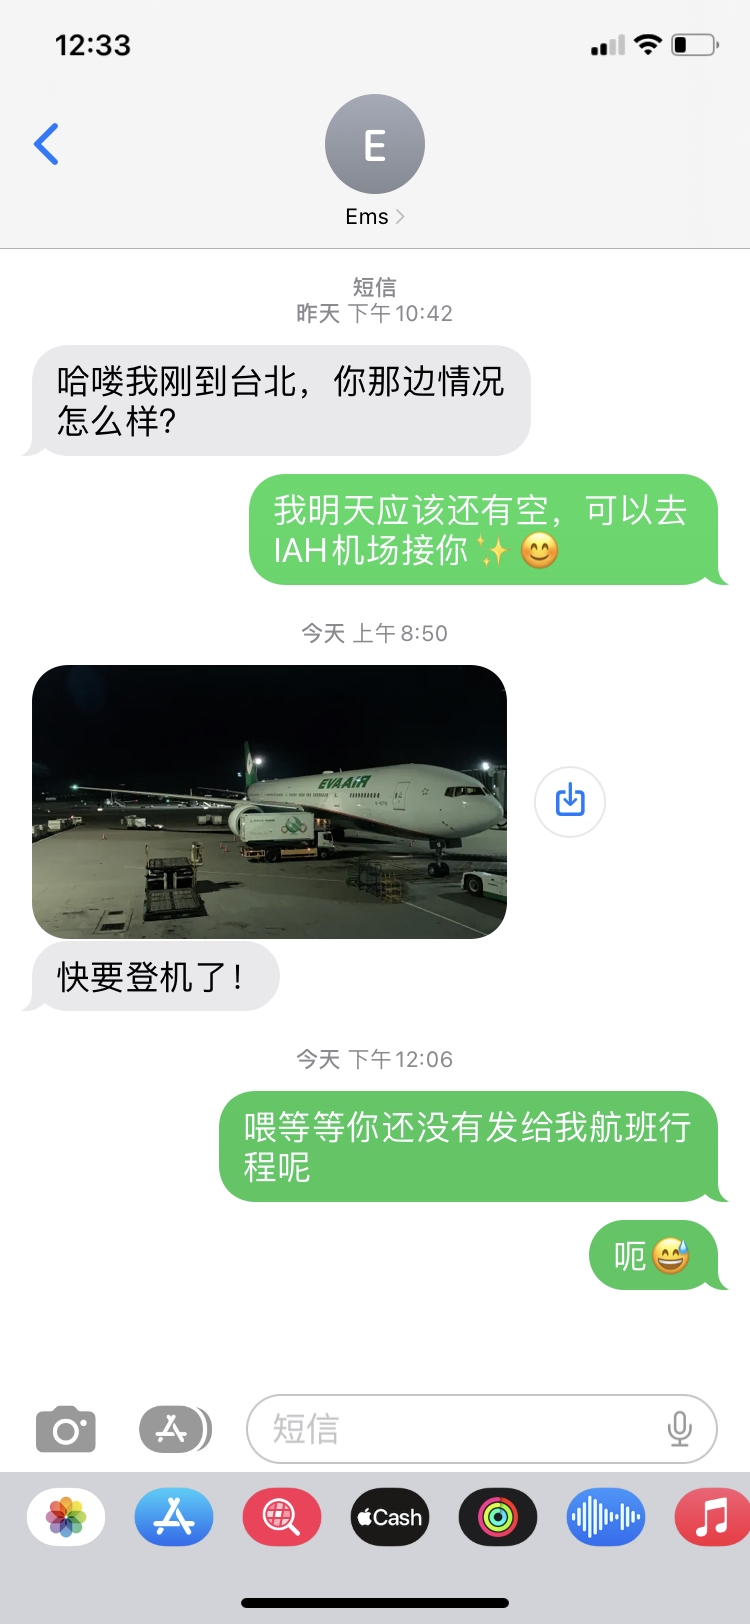 12:33
E
Ems
短信
昨天 下午10:42
哈喽我刚到台北，你那边情况
怎么样？
我明天应该还有空，可以去
IAH机场接你✨😊
今天 上午8:50
EVA AIR
快要登机了！
今天 下午12:06
喂等等你还没有发给我航班行
程呢
呃😅
短信
Cash